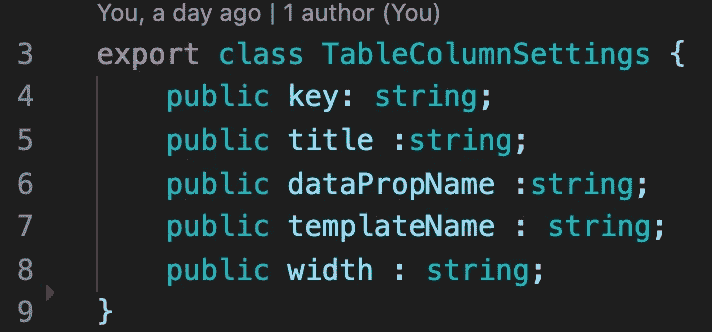 You, a day ago | 1 author (You)
3 export class TableColumnSettings {
4 public key: string;
5 public title :string;
6 public dataPropName :string;
7 public templateName : string;
8 public width : string;
9 }